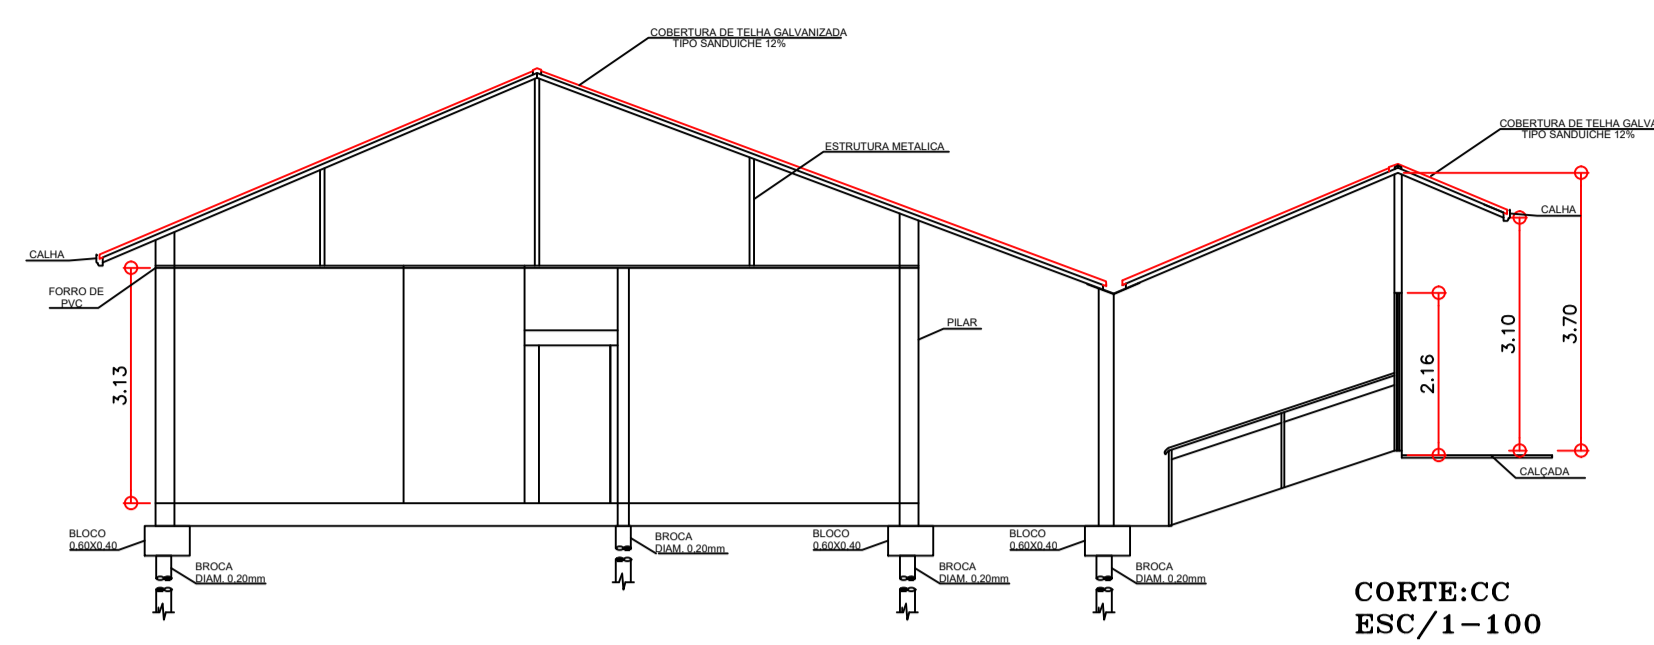 COBERTURA DE TELHA GALVANIZADA
TIPO SANDUICHE 12%
COBERTURA DE TELHA GALVA
TIPO SANDUICHE 12%
ESTRUTURA METALICA
CALHA
CALHA
FORRO DE
PVC
PILAR
3.13
2.16
3.10
3.70
CALÇADA
BLOCO
0.60X0.40
BROCA
DIAM. 0.20mm
BROCA
DIAM. 0.20mm
BLOCO
0.60X0.40
BROCA
DIAM. 0.20mm
BLOCO
0.60X0.40
BROCA
DIAM. 0.20mm
CORTE:CC
ESC/1-100